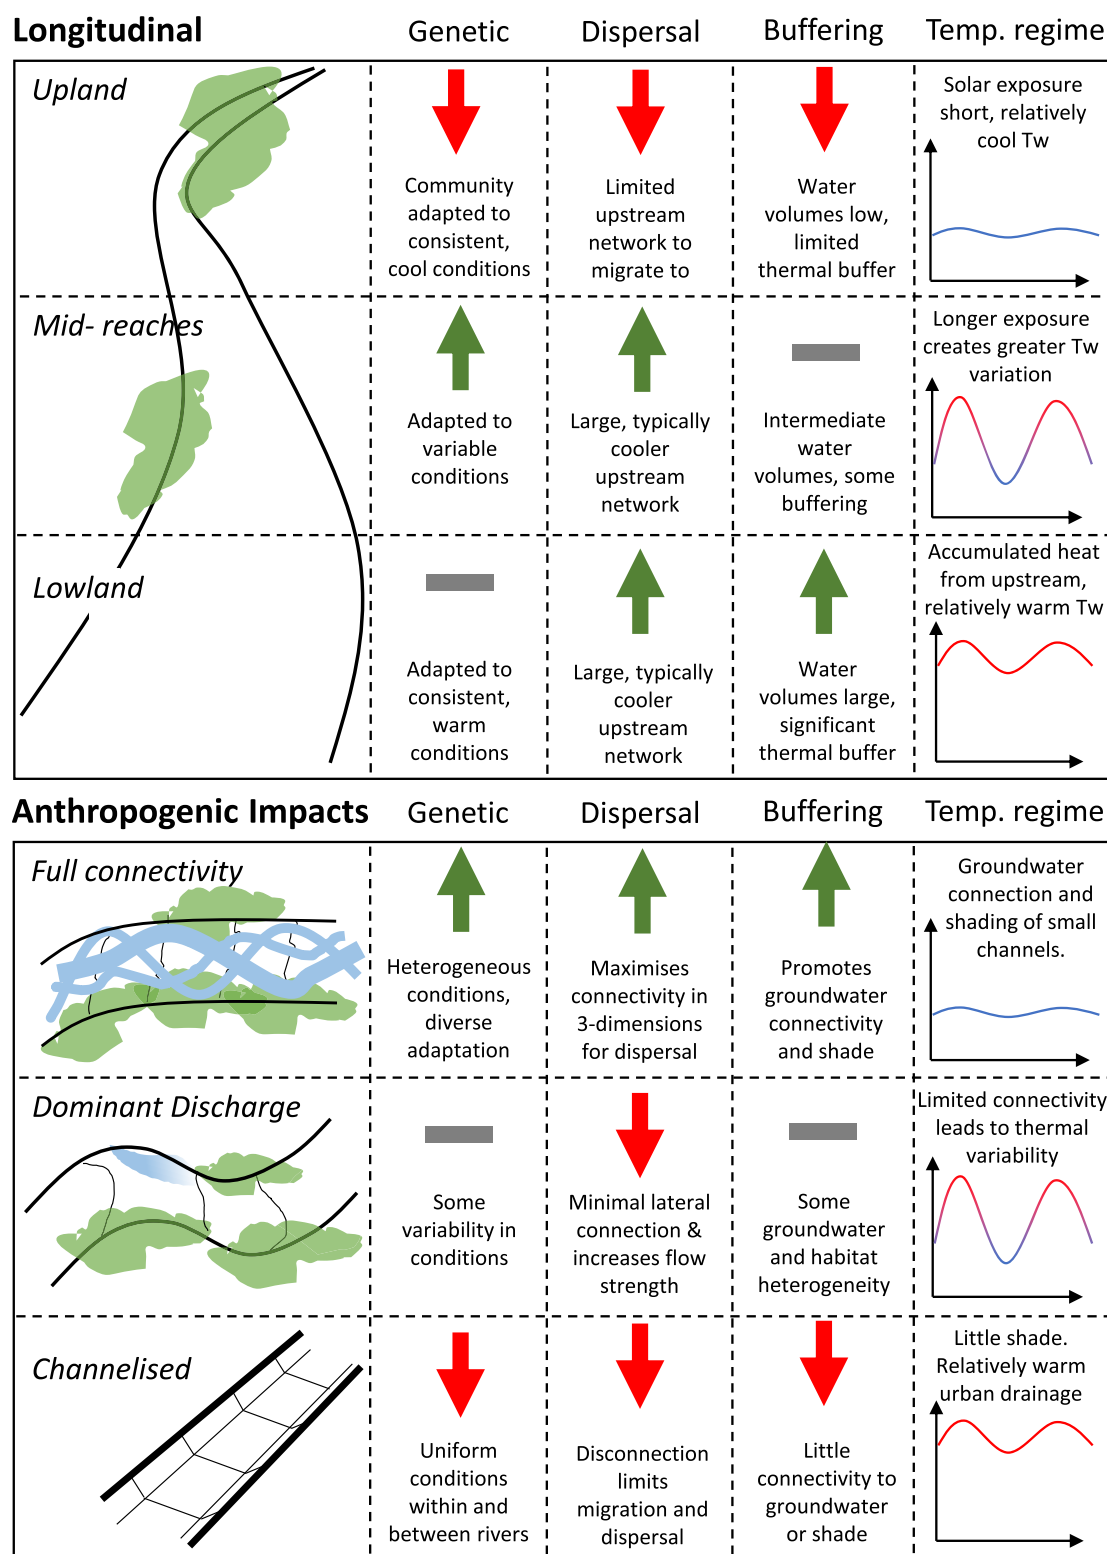 Longitudinal Genetic Dispersal Buffering Temp. regime
Upland
Community
adapted to
consistent,
cool conditions
Limited
upstream
network to
migrate to
Water
volumes low,
limited
thermal buffer
Solar exposure
short, relatively
cool Tw
Mid- reaches
Adapted to
variable
conditions
Large, typically
cooler
upstream
network
Intermediate
water
volumes, some
buffering
Longer exposure
creates greater Tw
variation
Lowland
Adapted to
consistent,
warm
conditions
Large, typically
cooler
upstream
network
Water
volumes large,
significant
thermal buffer
Accumulated heat
from upstream,
relatively warm Tw
Anthropogenic Impacts Genetic Dispersal Buffering Temp. regime
Full connectivity
Heterogeneous
conditions,
diverse
adaptation
Maximises
connectivity in
3-dimensions
for dispersal
Promotes
groundwater
connectivity
and shade
Groundwater
connection and
shading of small
channels.
Dominant Discharge
Some
variability in
conditions
Minimal lateral
connection &
increases flow
strength
Some
groundwater
and habitat
heterogeneity
Limited connectivity
leads to thermal
variability
Channelised
Uniform
conditions
within and
between rivers
Disconnection
limits
migration and
dispersal
Little
connectivity to
groundwater
or shade
Little shade.
Relatively warm
urban drainage